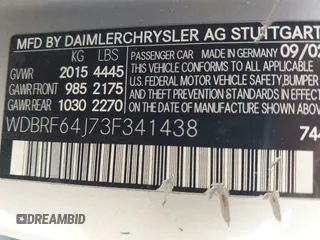 MFD BY DAIMLERCHRYSLER AG STUTTGART
KG LBS PASSENGER CAR MADE IN GERMANY 09/02
GVWR 2015 4445 THIS VEHICLE CONFORMS TO ALL APPLICABLE
GAWR FRONT 985 2175 U.S. FEDERAL MOTOR VEHICLE SAFETY
GAWR REAR 1030 2270 BUMPER AND THEFT PREVENTION STANDARDS
IN EFFECT ON THE DATE OF MANUFACTURE SHOWN
WDBRF64J73F341438 744
DREAMBID